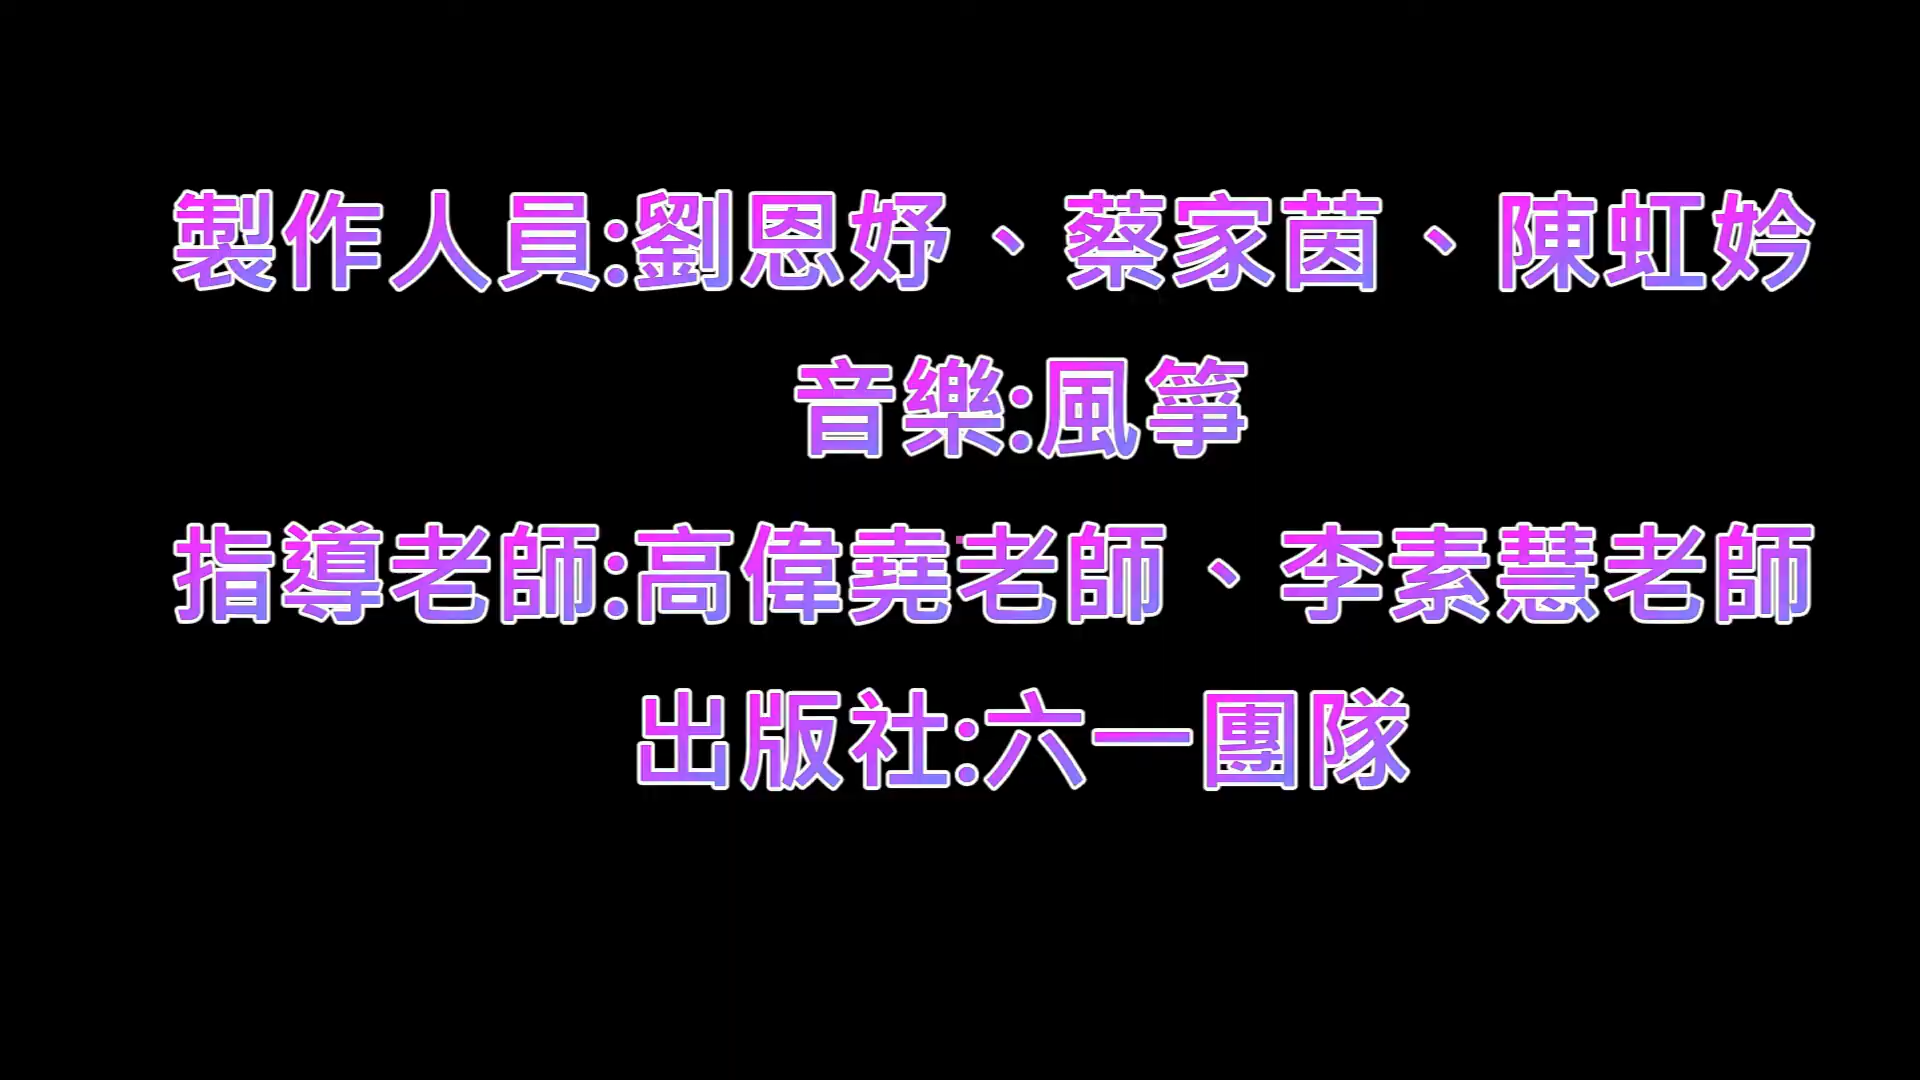 製作人員:劉恩妤、蔡家茵、陳虹妗
音樂:風箏
指導老師:高偉堯老師、李素慧老師
出版社:六一團隊